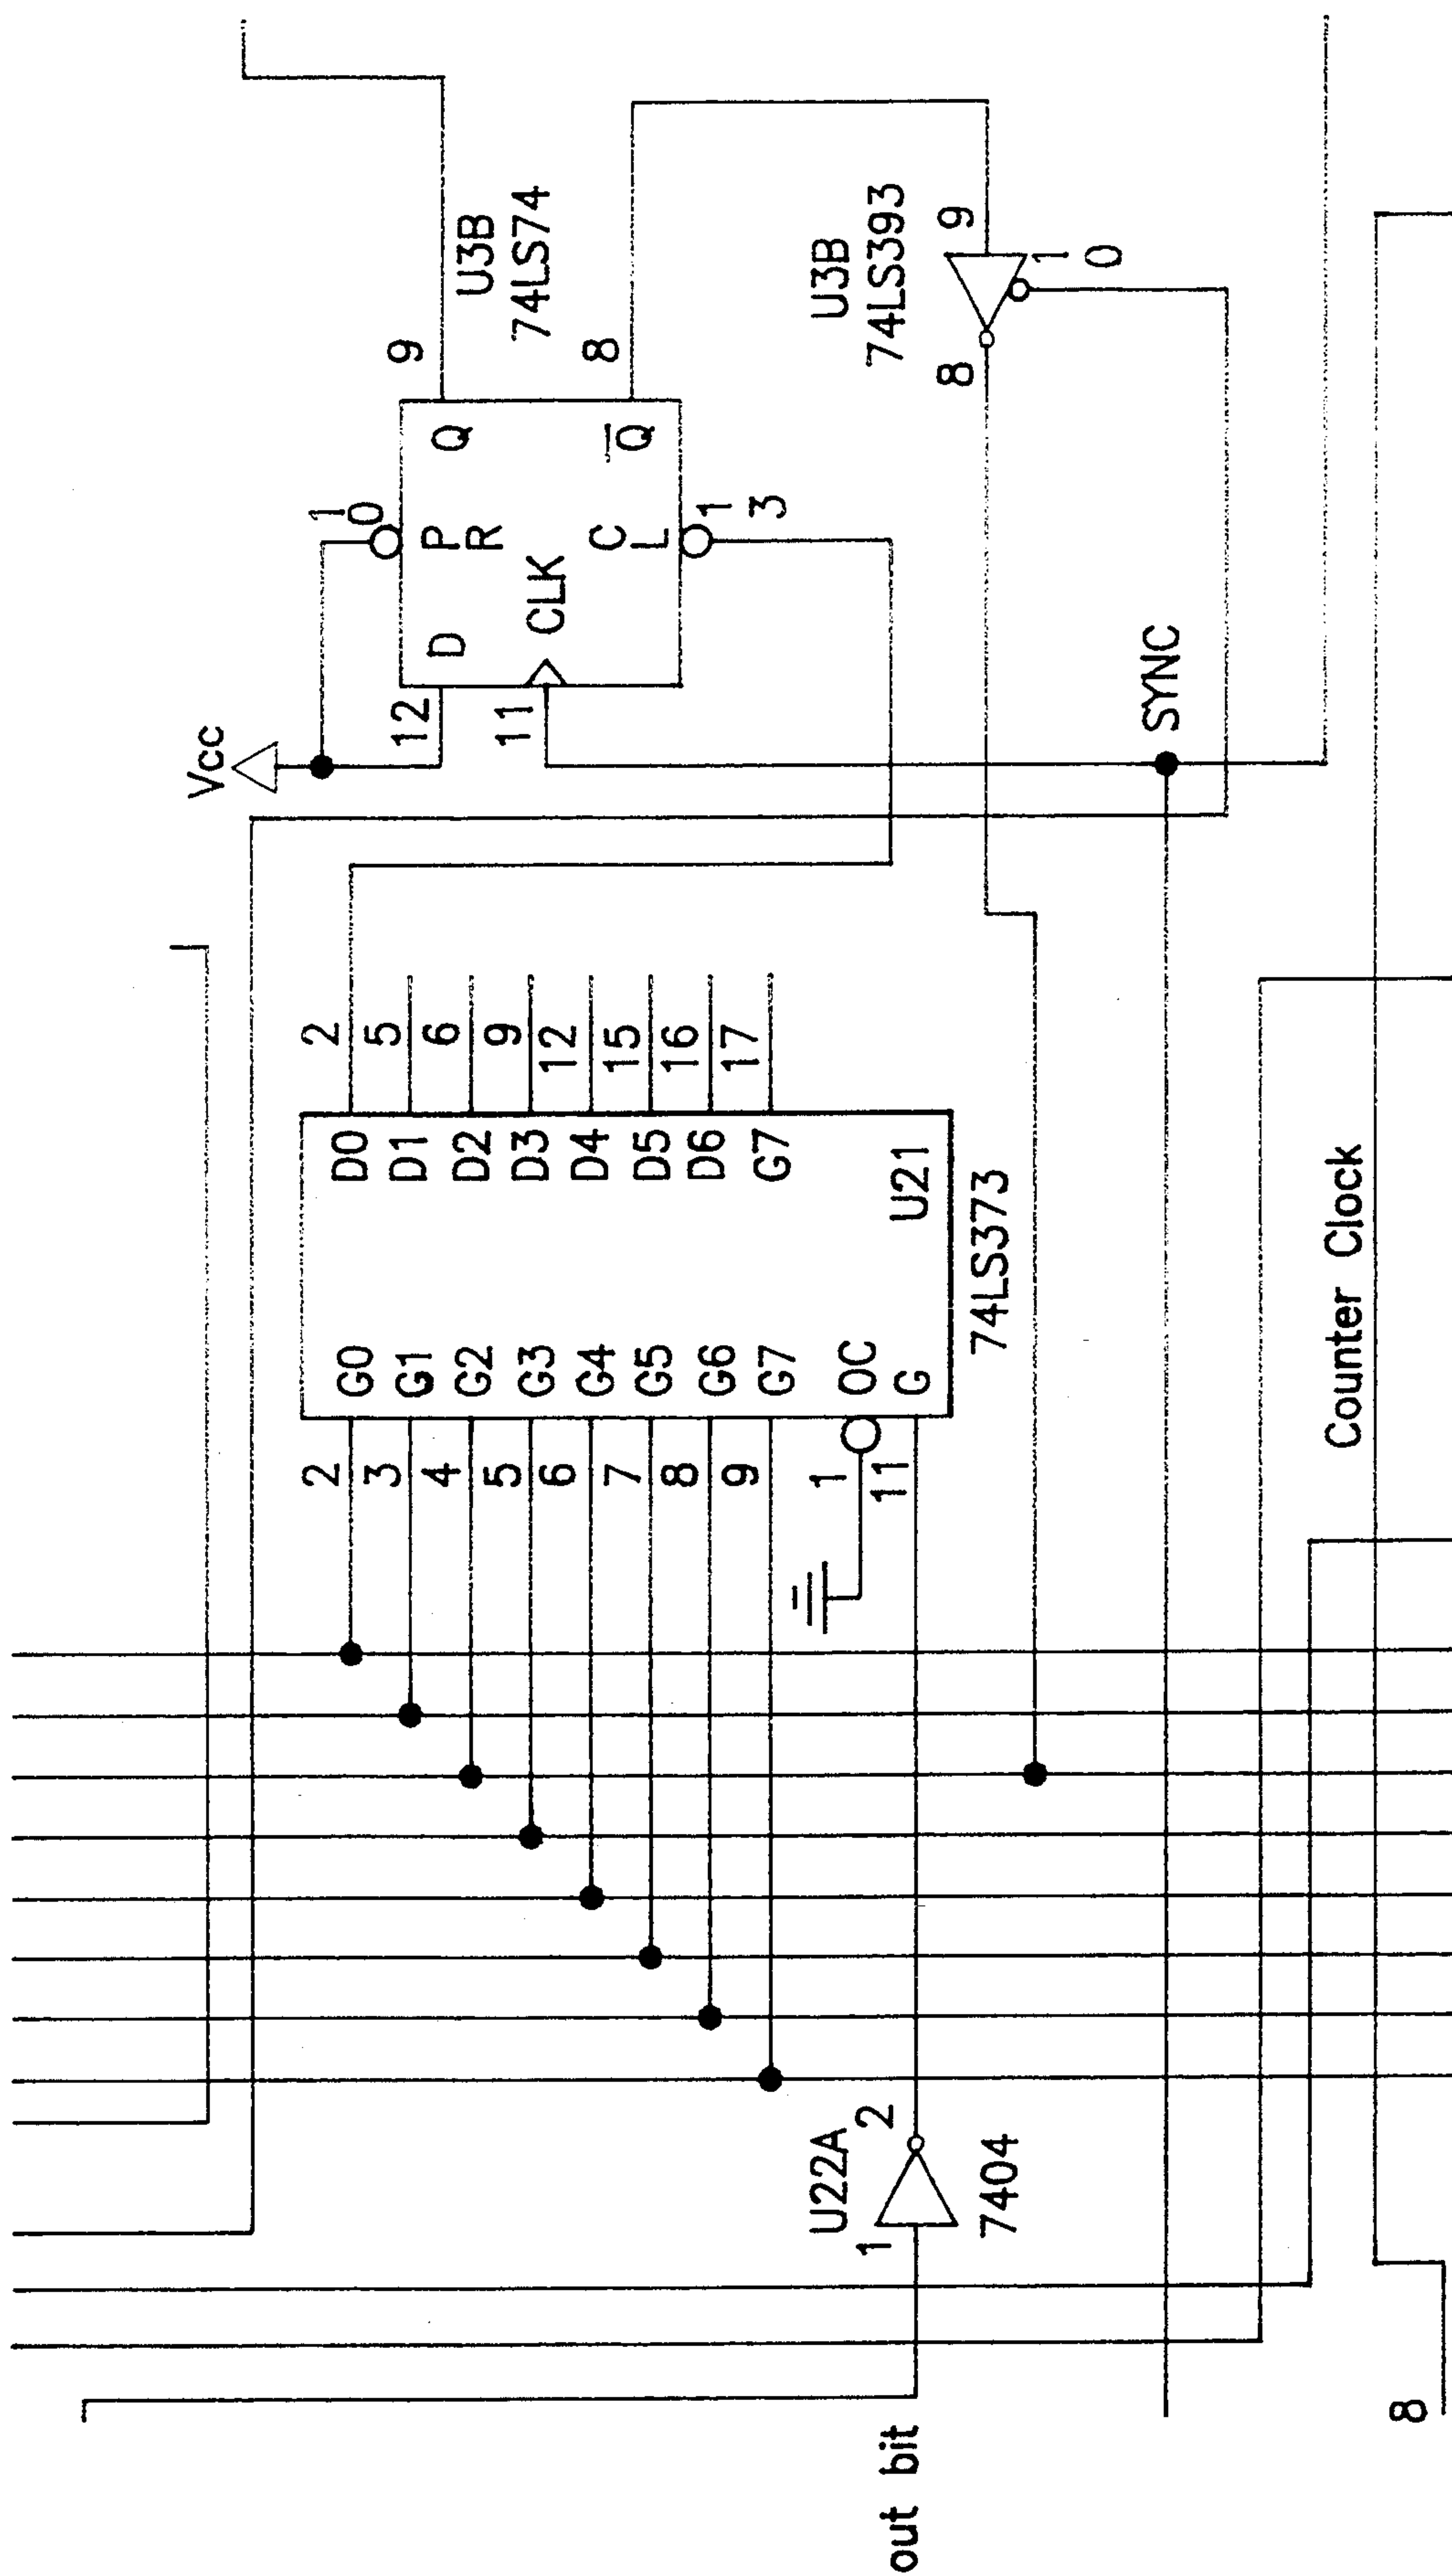 Vcc
10
12
D
P
R
Q
9
U3B
74LS74
11
CLK
C
L
Q
8
1
3
U3B
74LS393
9
8
1
0
SYNC
2
G0
D0
2
3
G1
D1
5
4
G2
D2
6
5
G3
D3
9
6
G4
D4
12
7
G5
D5
15
8
G6
D6
16
9
G7
G7
17
1
OC
11
G
U21
74LS373
U22A
1
2
7404
out bit
Counter Clock
8